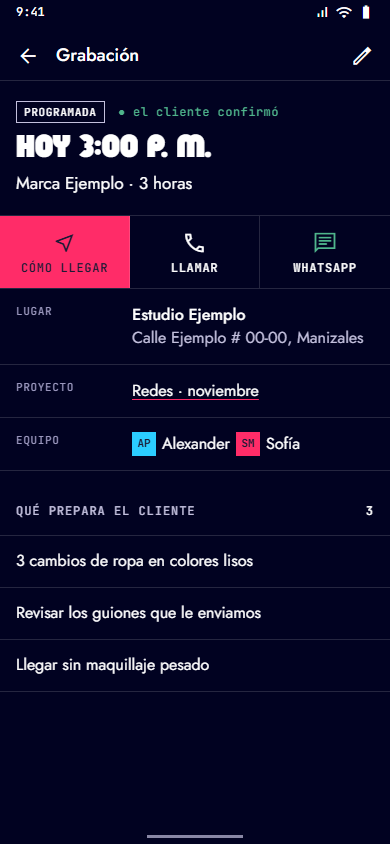 9:41
Grabación
PROGRAMADA
el cliente confirmó
HOY 3:00 P. M.
Marca Ejemplo · 3 horas
CÓMO LLEGAR
LLAMAR
WHATSAPP
LUGAR
Estudio Ejemplo
Calle Ejemplo # 00-00, Manizales
PROYECTO
Redes · noviembre
EQUIPO
AP Alexander SM Sofía
QUÉ PREPARA EL CLIENTE 3
3 cambios de ropa en colores lisos
Revisar los guiones que le enviamos
Llegar sin maquillaje pesado